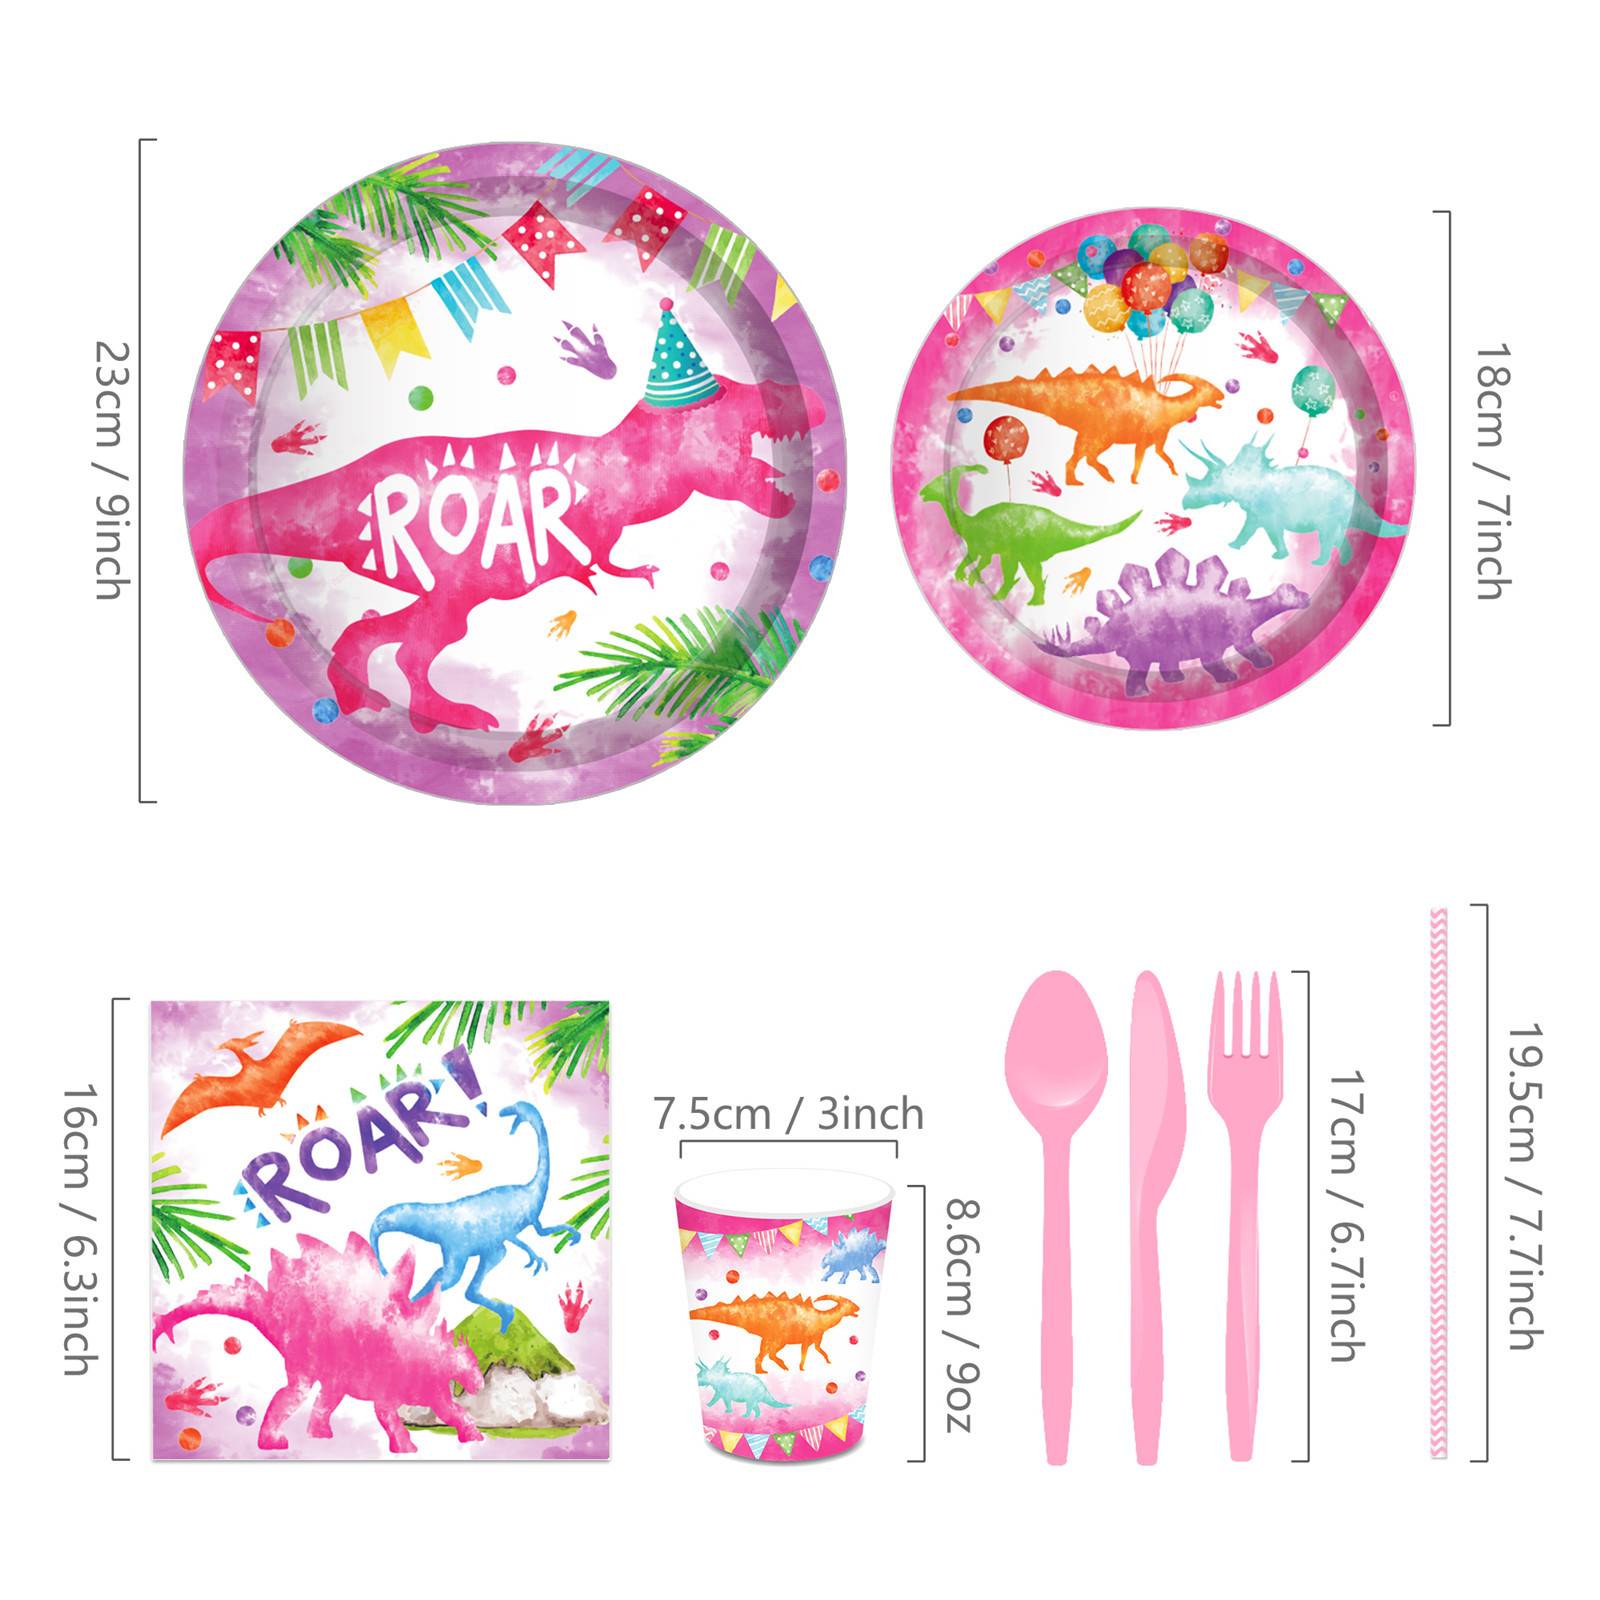 23cm / 9inch
ROAR
18cm / 7inch
16cm / 6.3inch
ROAR!
7.5cm / 3inch
8.6cm / 9oz
17cm / 6.7inch
19.5cm / 7.7inch